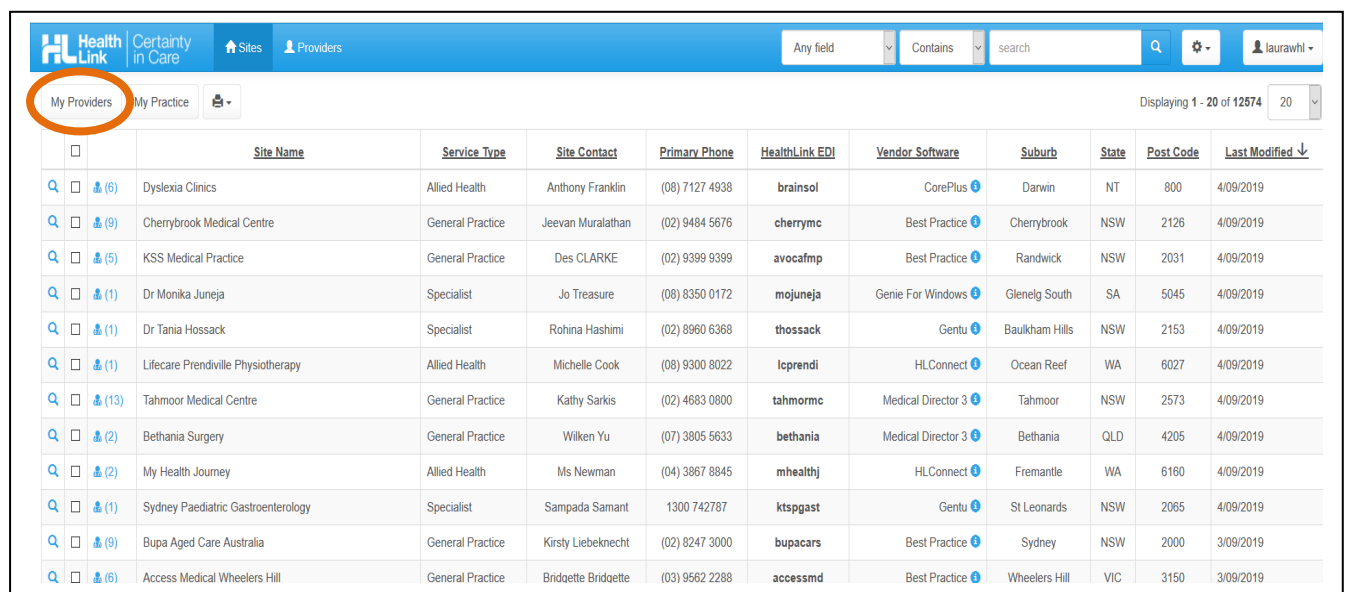 HL Health Link Certainty in Care Sites Providers Any field Contains search laurawhl
My Providers My Practice Displaying 1 - 20 of 12574 20
Site Name Service Type Site Contact Primary Phone HealthLink EDI Vendor Software Suburb State Post Code Last Modified
(6) Dyslexia Clinics Allied Health Anthony Franklin (08) 7127 4938 brainsol CorePlus Darwin NT 800 4/09/2019
(9) Cherrybrook Medical Centre General Practice Jeevan Muralathan (02) 9484 5676 cherrymc Best Practice Cherrybrook NSW 2126 4/09/2019
(5) KSS Medical Practice General Practice Des CLARKE (02) 9399 9399 avocafmp Best Practice Randwick NSW 2031 4/09/2019
(1) Dr Monika Juneja Specialist Jo Treasure (08) 8350 0172 mojuneja Genie For Windows Glenelg South SA 5045 4/09/2019
(1) Dr Tania Hossack Specialist Rohina Hashimi (02) 8960 6368 thossack Gentu Baulkham Hills NSW 2153 4/09/2019
(1) Lifecare Prendiville Physiotherapy Allied Health Michelle Cook (08) 9300 8022 lcprendi HLConnect Ocean Reef WA 6027 4/09/2019
(13) Tahmoor Medical Centre General Practice Kathy Sarkis (02) 4683 0800 tahmormc Medical Director 3 Tahmoor NSW 2573 4/09/2019
(2) Bethania Surgery General Practice Wilken Yu (07) 3805 5633 bethania Medical Director 3 Bethania QLD 4205 4/09/2019
(2) My Health Journey Allied Health Ms Newman (04) 3867 8845 mhealthj HLConnect Fremantle WA 6160 4/09/2019
(1) Sydney Paediatric Gastroenterology Specialist Sampada Samant 1300 742787 ktspgast Gentu St Leonards NSW 2065 4/09/2019
(9) Bupa Aged Care Australia General Practice Kirsty Liebeknecht (02) 8247 3000 bupacars Best Practice Sydney NSW 2000 3/09/2019
(6) Access Medical Wheelers Hill General Practice Bridgette Bridgette (03) 9562 2288 accessmd Best Practice Wheelers Hill VIC 3150 3/09/2019